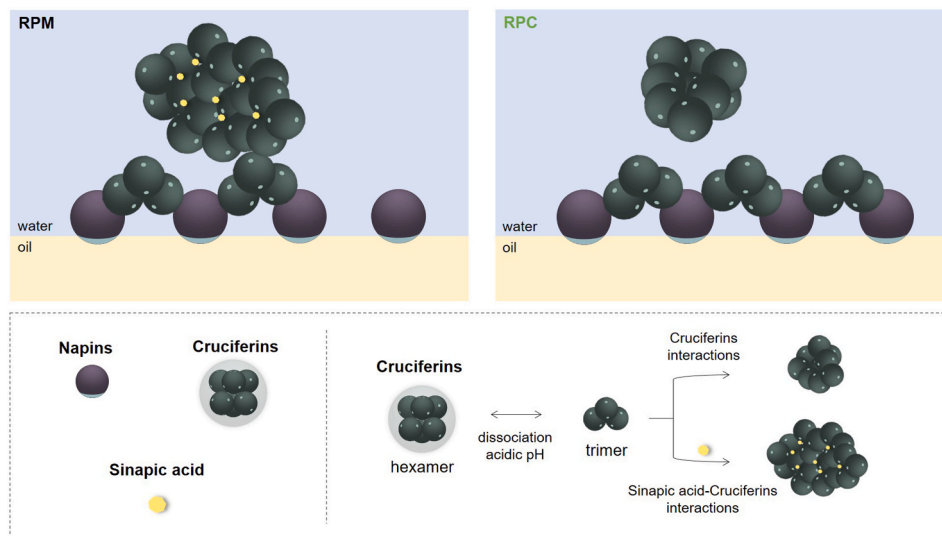 RPM
water
oil
RPC
water
oil
Napins
Cruciferins
Sinapic acid
Cruciferins
hexamer
dissociation
acidic pH
trimer
Cruciferins
interactions
Sinapic acid-Cruciferins
interactions